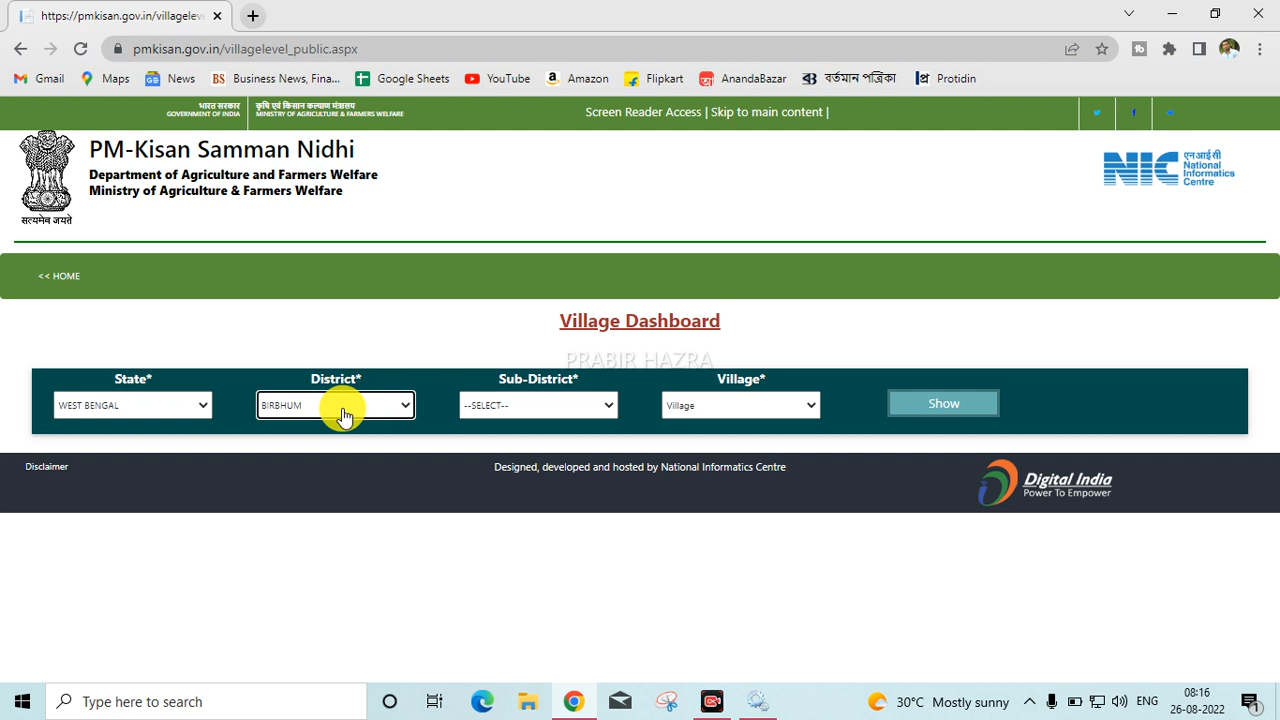 https://pmkisan.gov.in/villagelev
pmkisan.gov.in/villagelevel_public.aspx
Gmail Maps News BS Business News, Fina... Google Sheets YouTube Amazon Flipkart AnandaBazar বর্তমান পত্রিকা Protidin
भारत सरकार
GOVERNMENT OF INDIA
कृषि एवं किसान कल्याण मंत्रालय
MINISTRY OF AGRICULTURE & FARMERS WELFARE
Screen Reader Access | Skip to main content |
PM-Kisan Samman Nidhi
Department of Agriculture and Farmers Welfare
Ministry of Agriculture & Farmers Welfare
सत्यमेव जयते
NIC
एनआईसी
National
Informatics
Centre
<< HOME
Village Dashboard
PRABIR HAZRA
State* District* Sub-District* Village*
WEST BENGAL BIRBHUM --SELECT-- Village Show
Disclaimer
Designed, developed and hosted by National Informatics Centre
Digital India
Power To Empower
Type here to search
30°C Mostly sunny
ENG
08:16
26-08-2022
1